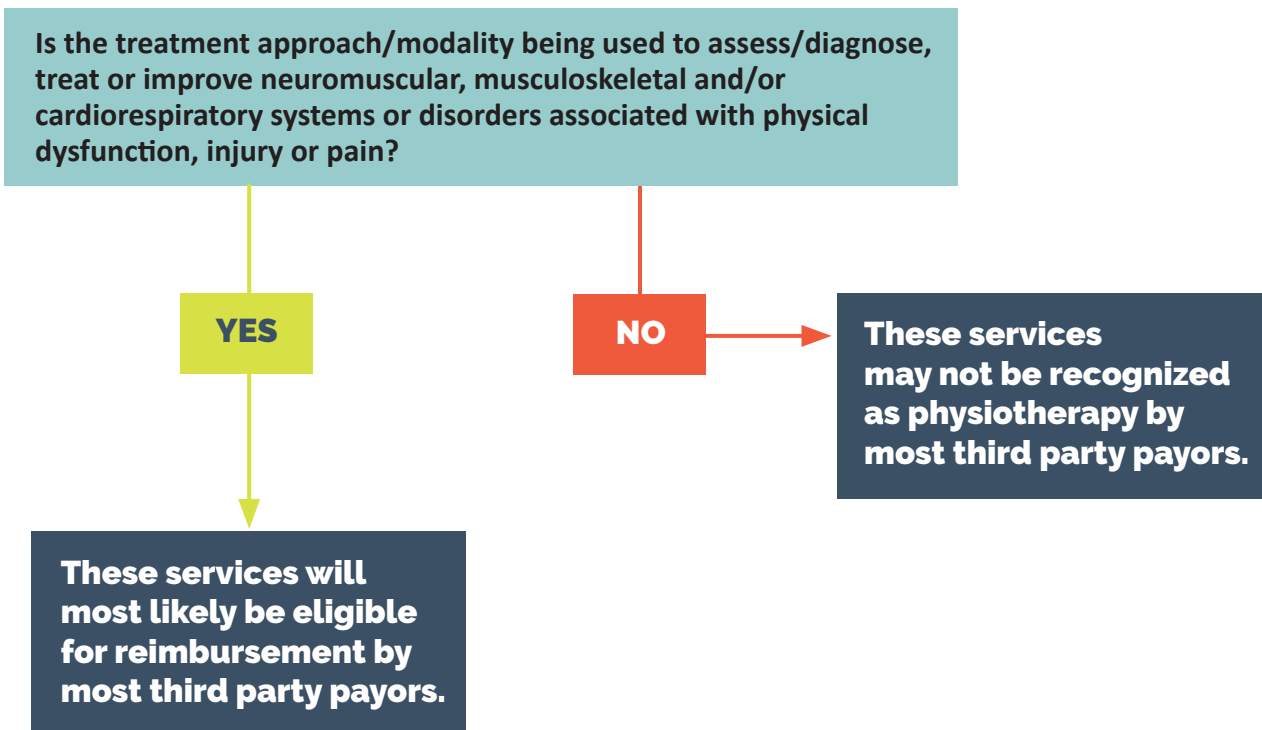 Is the treatment approach/modality being used to assess/diagnose,
treat or improve neuromuscular, musculoskeletal and/or
cardiorespiratory systems or disorders associated with physical
dysfunction, injury or pain?
YES
NO
These services
may not be recognized
as physiotherapy by
most third party payors.
These services will
most likely be eligible
for reimbursement by
most third party payors.